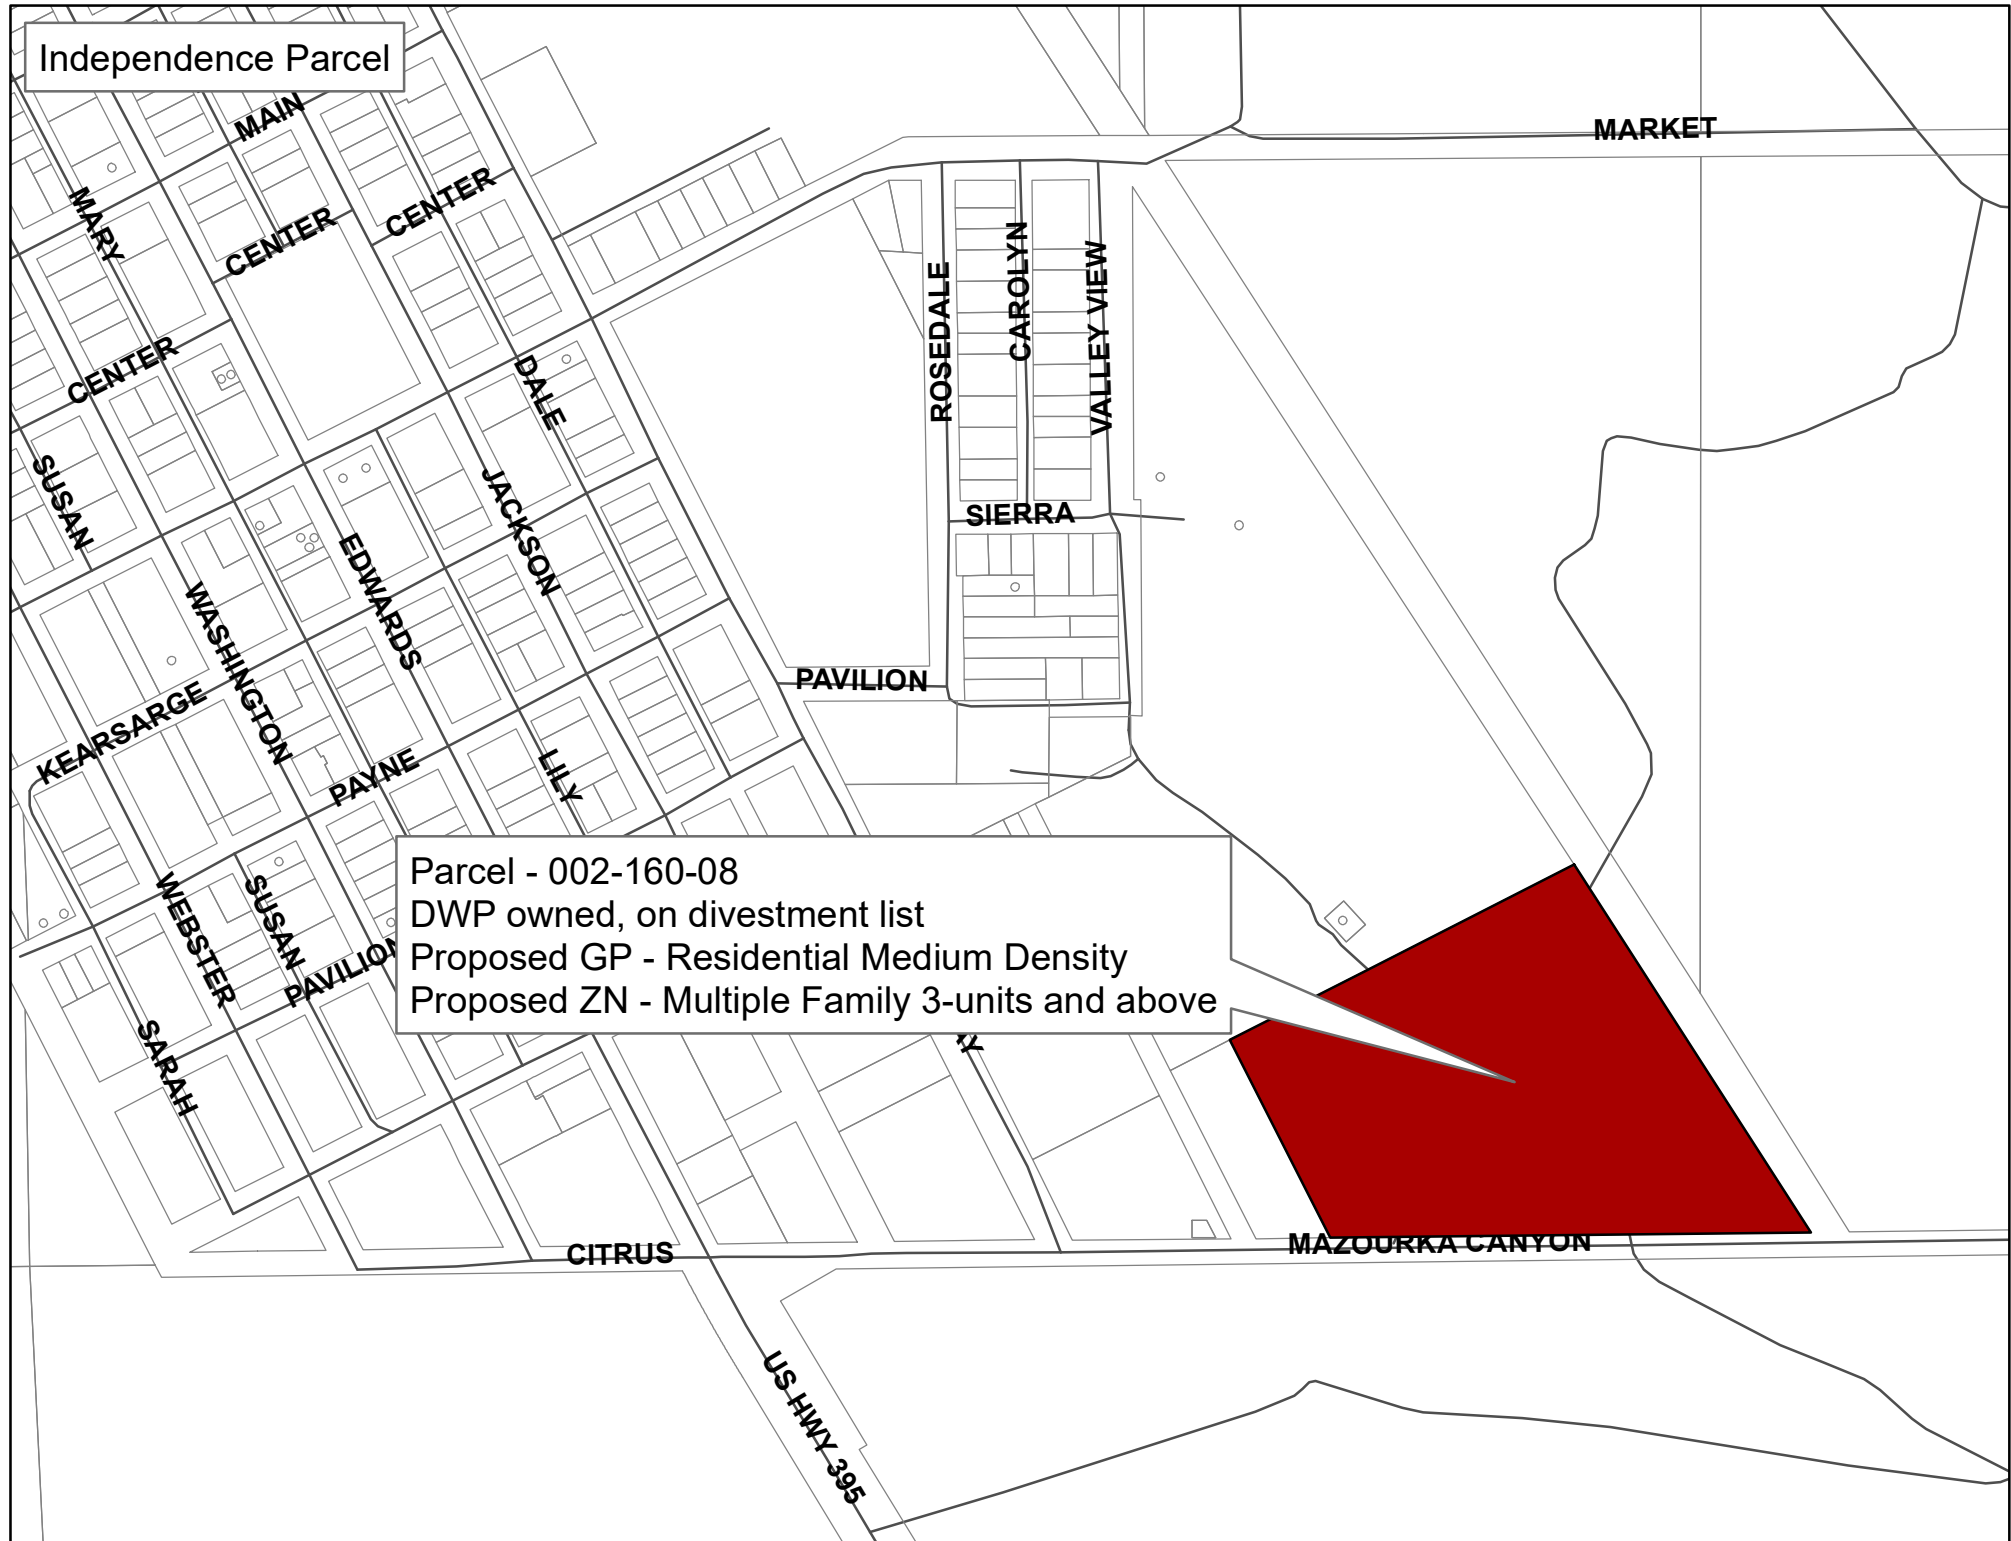 Independence Parcel
MAIN
MARKET
CENTER
MARY
CENTER
CENTER
ROSEDALE
CAROLYN
VALLEY VIEW
DALE
SUSAN
JACKSON
SIERRA
EDWARDS
WASHINGTON
PAVILION
KEARSARGE
PAYNE
LILY
Parcel - 002-160-08
DWP owned, on divestment list
Proposed GP - Residential Medium Density
Proposed ZN - Multiple Family 3-units and above
WEBSTER
SUSAN
PAVILION
SARAH
CITRUS
MAZOURKA CANYON
US HWY 395